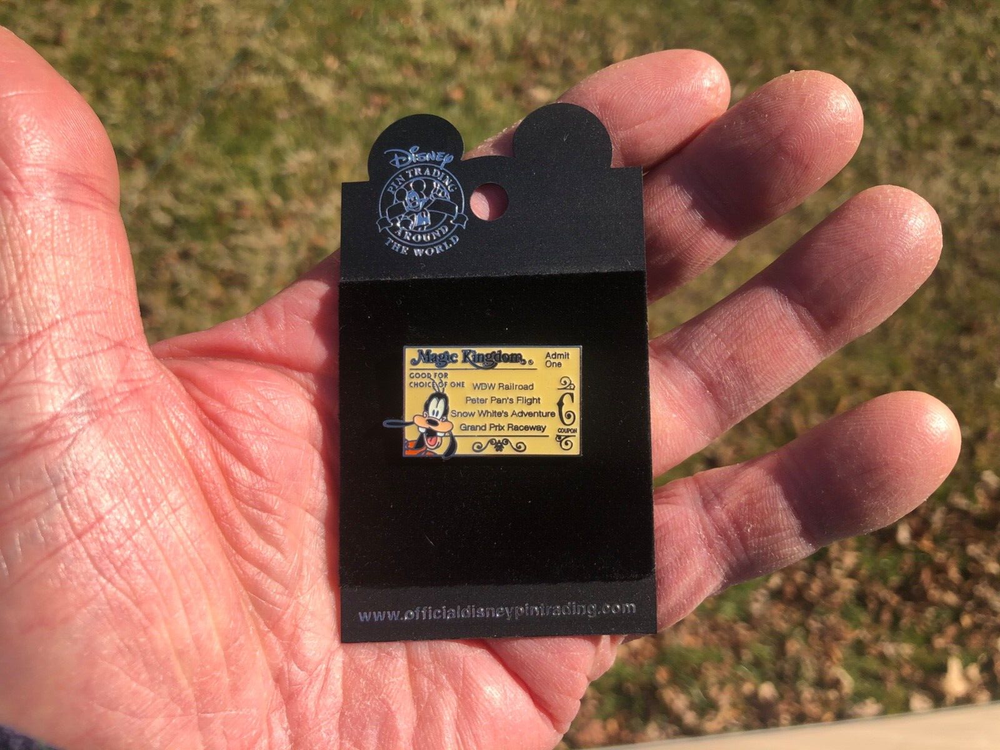 Disney
PIN TRADING
AROUND
THE WORLD
Magic Kingdom®
Admit
One
GOOD FOR
CHOICE OF ONE
WDW Railroad
Peter Pan's Flight
Snow White's Adventure
Grand Prix Raceway
C
COUPON
www.officialdisneypintrading.com